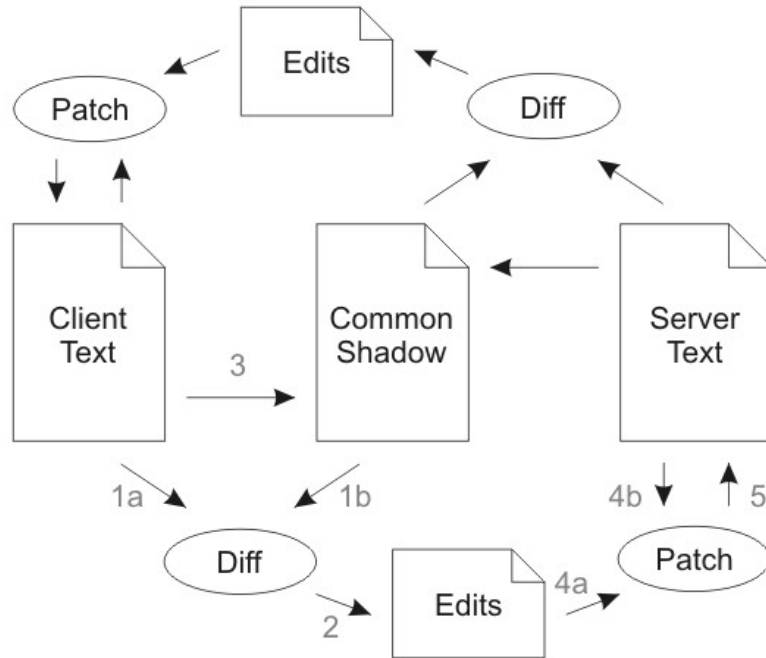 Edits
Patch
Diff
Client
Text
Common
Shadow
Server
Text
3
1a
1b
4b
5
Diff
Patch
4a
Edits
2